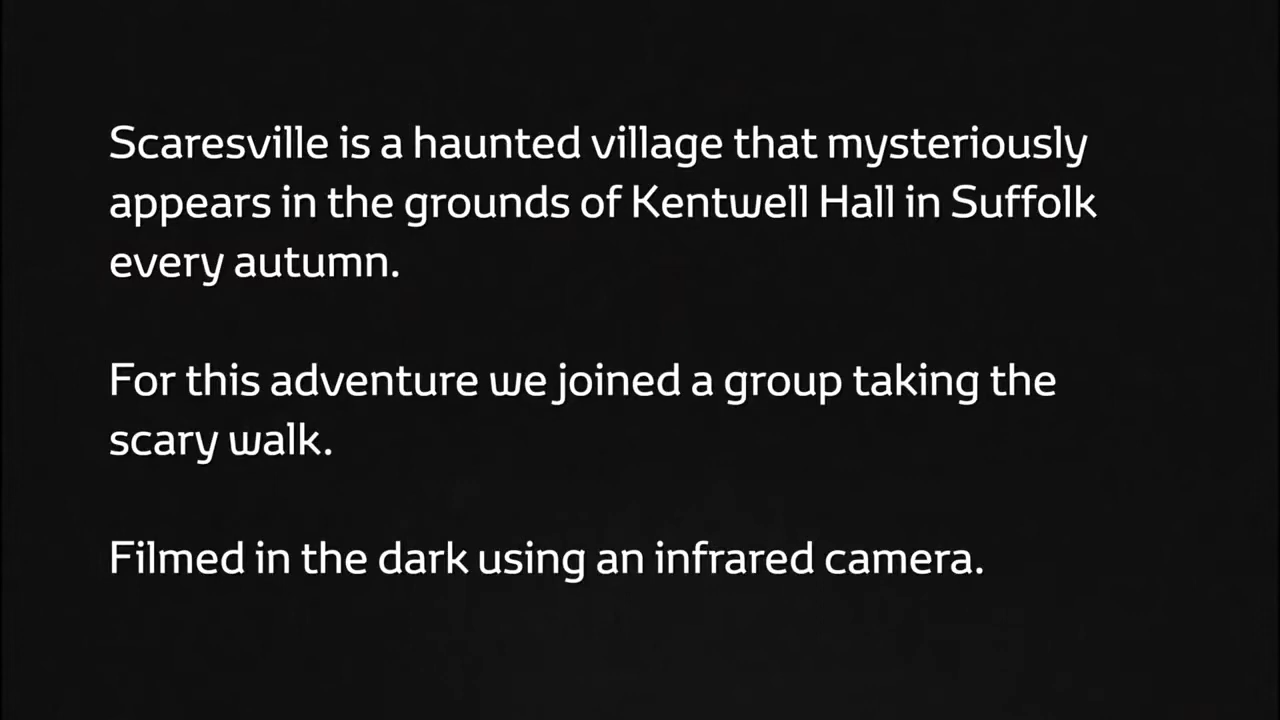 Scaresville is a haunted village that mysteriously
appears in the grounds of Kentwell Hall in Suffolk
every autumn.
For this adventure we joined a group taking the
scary walk.
Filmed in the dark using an infrared camera.